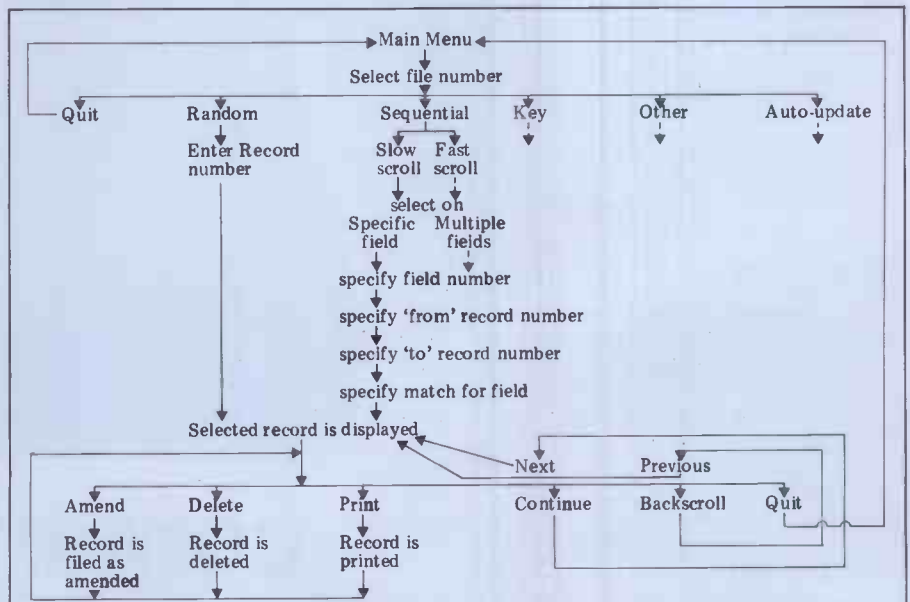 Main Menu
Select file number
Quit Random Sequential Key Other Auto-update
Enter Record
number
Slow Fast
scroll scroll
select on
Specific Multiple
field fields
specify field number
specify 'from' record number
specify 'to' record number
specify match for field
Selected record is displayed
Next Previous
Amend Delete Print Continue Backscroll Quit
Record is Record is Record is
filed as deleted printed
amended